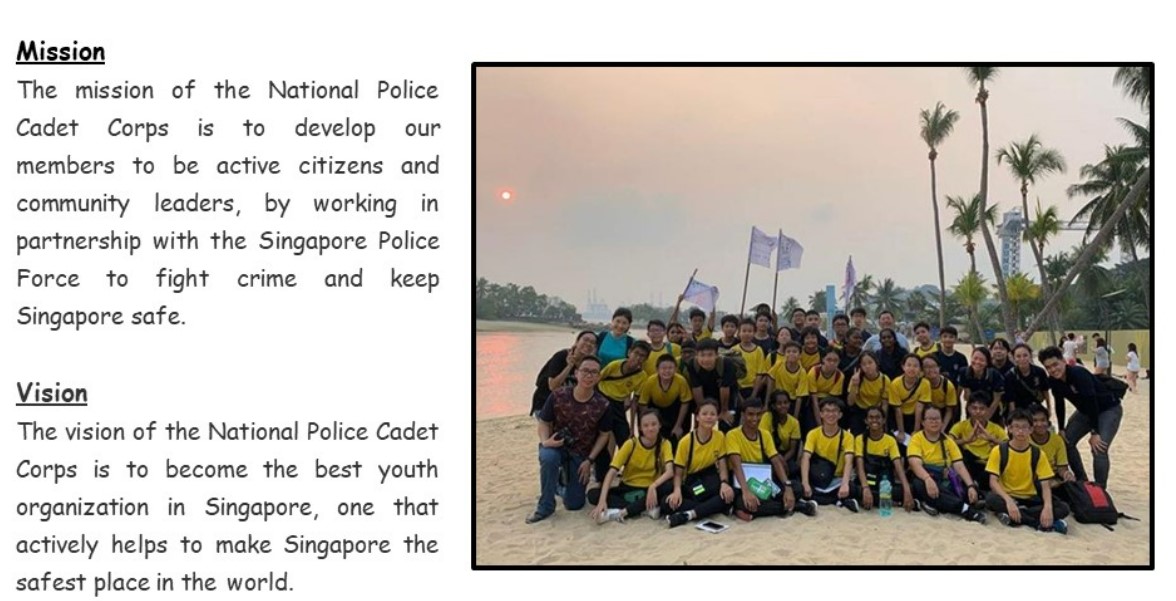 Mission
The mission of the National Police
Cadet Corps is to develop our
members to be active citizens and
community leaders, by working in
partnership with the Singapore Police
Force to fight crime and keep
Singapore safe.
Vision
The vision of the National Police Cadet
Corps is to become the best youth
organization in Singapore, one that
actively helps to make Singapore the
safest place in the world.